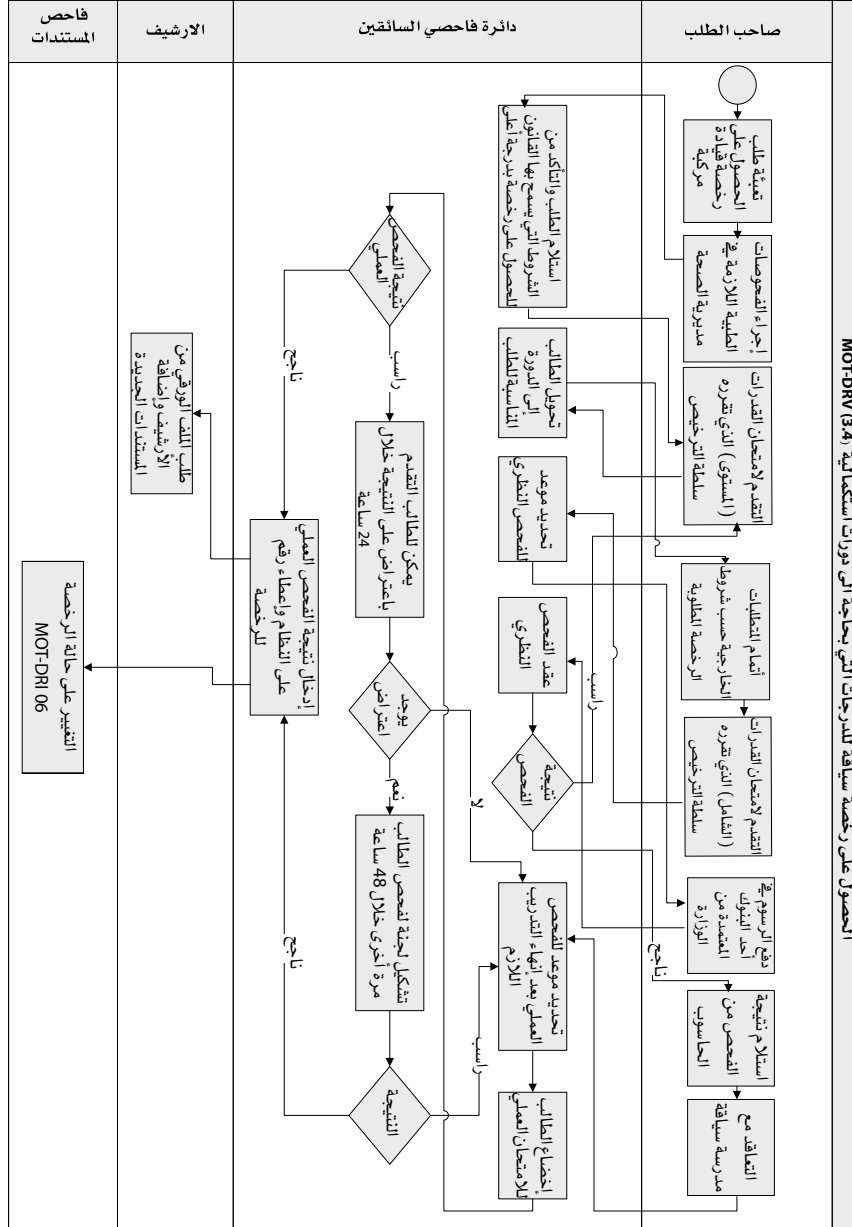 الحصول على رخصة سياقة للدرجات التي بحاجة الى دورات استكمالية MOT-DRV (3.4)
صاحب الطلب
دائرة فاحصي السائقين
الارشيف
فاحص
المستندات
تعبئة طلب
الحصول على
رخصة قيادة
مركبة
إجراء الفحوصات
الطبية اللازمة في
مديرية الصحة
التقدم لامتحان القدرات
( المستوى ) الذي تقرره
سلطة الترخيص
أتمام المتطلبات
الخارجية حسب شروط
الرخصة المطلوبة
التقدم لامتحان القدرات
( الشامل ) الذي تقرره
سلطة الترخيص
دفع الرسوم في
أحد البنوك
المعتمدة من
الوزارة
استلام نتيجة
الفحص من
الحاسوب
التعاقد مع
مدرسة سياقة
استلام الطلب والتأكد من
الشروط التي يسمح بها القانون
للحصول على رخصة بدرجة أعلى
تحويل الطالب
إلى الدورة
المناسبة للطلب
تحديد موعد
للفحص النظري
عقد الفحص
النظري
نتيجة
الفحص
راسب
ناجح
تحديد موعد للفحص
العملي بعد إنهاء التدريب
اللازم
إخضاع الطالب
للامتحان العملي
نتيجة الفحص
العملي
راسب
ناجح
يمكن للطالب التقدم
باعتراض على النتيجة خلال
24 ساعة
يوجد
اعتراض
لا
نعم
تشكيل لجنة لفحص الطالب
مرة أخرى خلال 48 ساعة
النتيجة
راسب
ناجح
إدخال نتيجة الفحص العملي
على النظام وإعطاء رقم
للرخصة
طلب الملف الورقي من
الأرشيف وإضافة
المستندات الجديدة
التغيير على حالة الرخصة
MOT-DRI 06